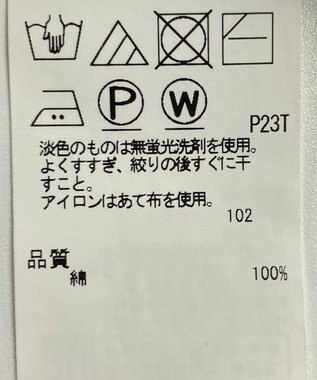 P W
P23T
淡色のものは無蛍光洗剤を使用。
よくすすぎ、絞りの後すぐに干
すこと。
アイロンはあて布を使用。
102
品質
綿 100%